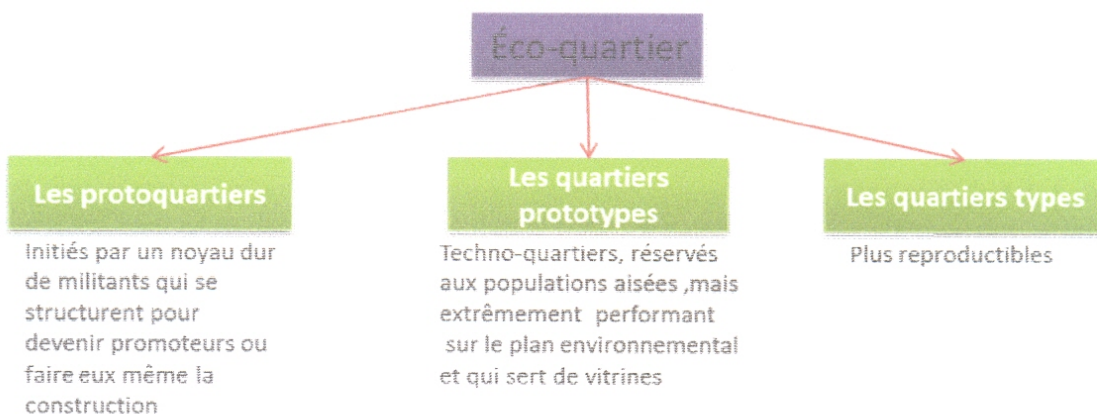 Éco-quartier
Les protoquartiers
Initiés par un noyau dur
de militants qui se
structurent pour
devenir promoteurs ou
faire eux même la
construction
Les quartiers
prototypes
Techno-quartiers, réservés
aux populations aisées ,mais
extrêmement performant
sur le plan environnemental
et qui sert de vitrines
Les quartiers types
Plus reproductibles